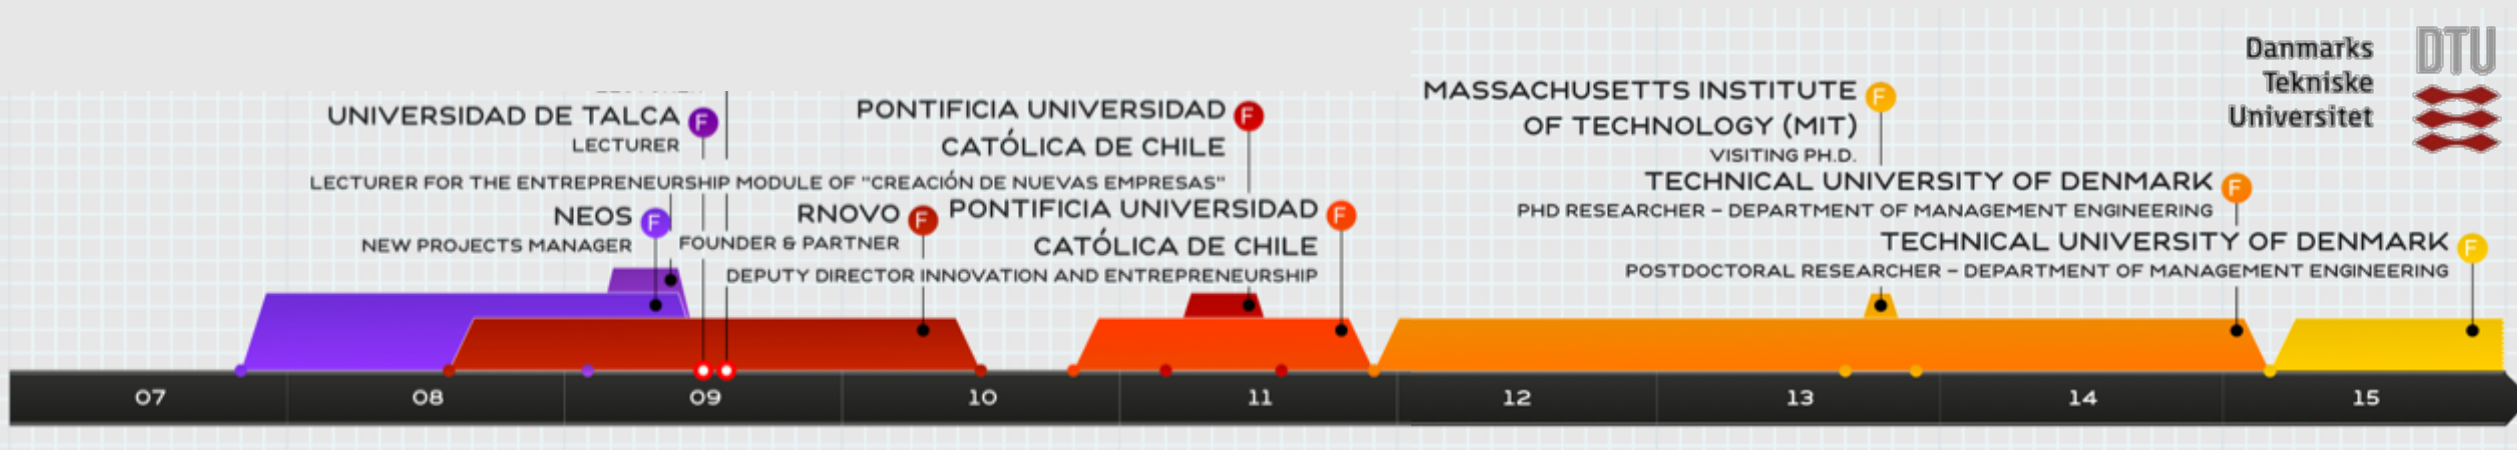 Danmarks
Tekniske
Universitet
DTU
UNIVERSIDAD DE TALCA F
LECTURER
PONTIFICIA UNIVERSIDAD F
CATÓLICA DE CHILE
LECTURER FOR THE ENTREPRENEURSHIP MODULE OF "CREACIÓN DE NUEVAS EMPRESAS"
MASSACHUSETTS INSTITUTE F
OF TECHNOLOGY (MIT)
VISITING PH.D.
NEOS F
NEW PROJECTS MANAGER
RNOVO F
FOUNDER & PARTNER
PONTIFICIA UNIVERSIDAD F
CATÓLICA DE CHILE
DEPUTY DIRECTOR INNOVATION AND ENTREPRENEURSHIP
TECHNICAL UNIVERSITY OF DENMARK F
PHD RESEARCHER – DEPARTMENT OF MANAGEMENT ENGINEERING
TECHNICAL UNIVERSITY OF DENMARK F
POSTDOCTORAL RESEARCHER – DEPARTMENT OF MANAGEMENT ENGINEERING
07 08 09 10 11 12 13 14 15